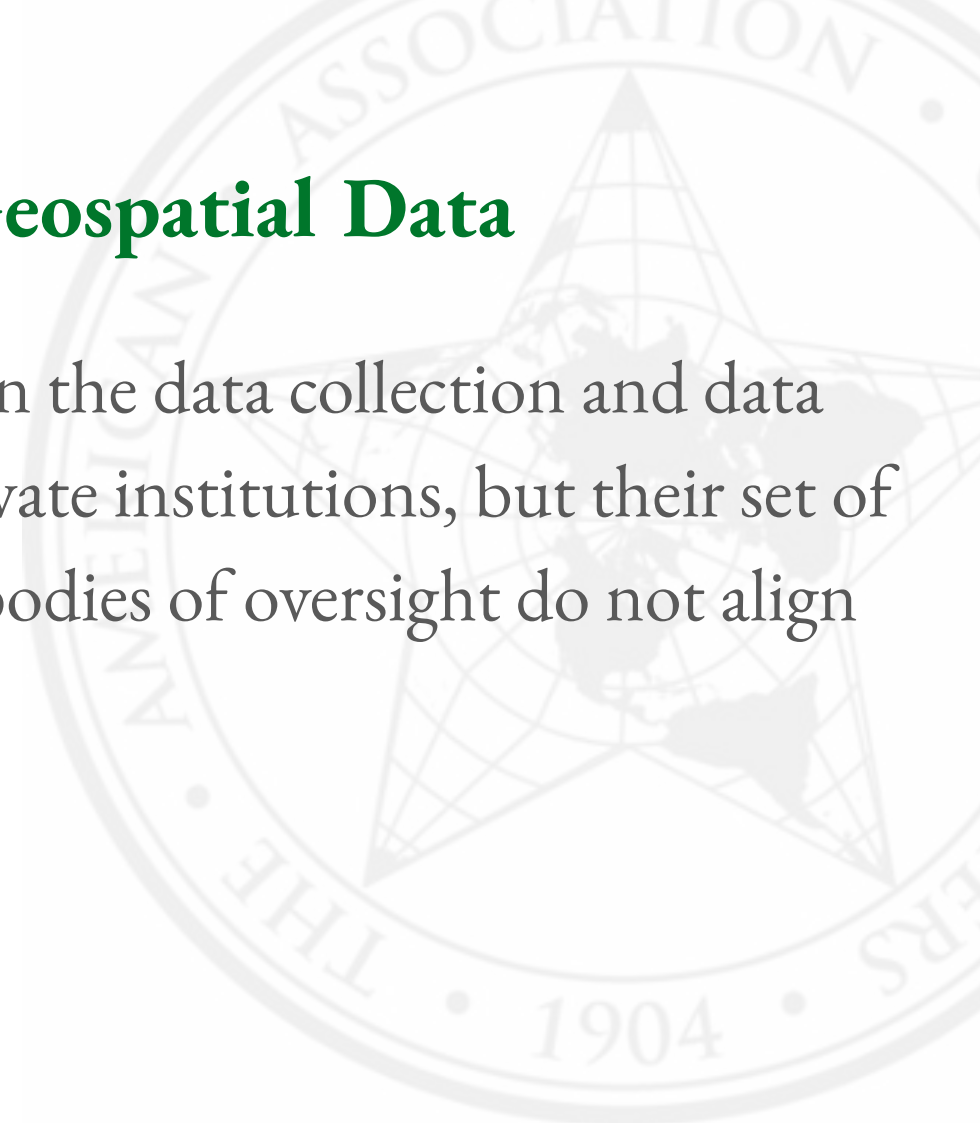 eospatial Data
n the data collection and data
vate institutions, but their set of
bodies of oversight do not align
THE • AMERICAN ASSOCIATION •
ERS
1904